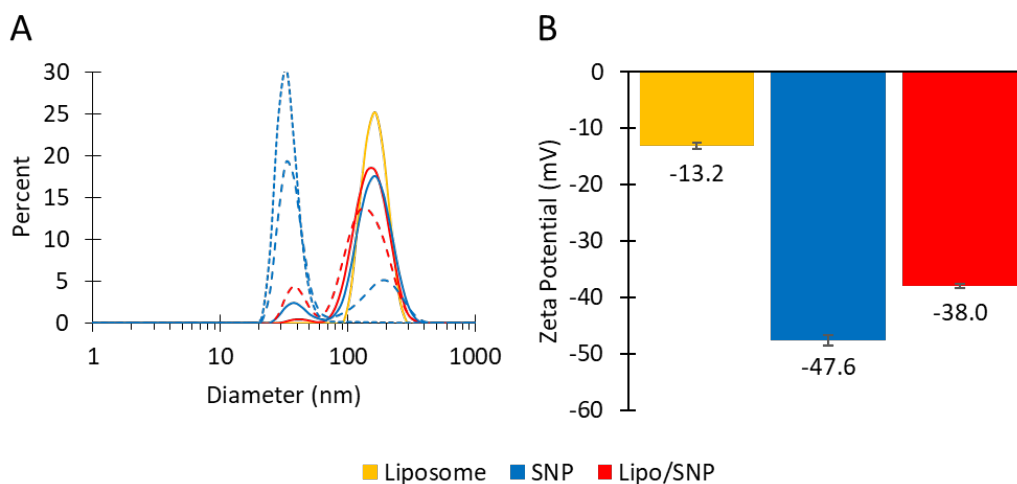 A
30
25
20
15
10
5
0
Percent
1 10 100 1000
Diameter (nm)
B
0
-10
-20
-30
-40
-50
-60
Zeta Potential (mV)
-13.2
-47.6
-38.0
Liposome SNP Lipo/SNP